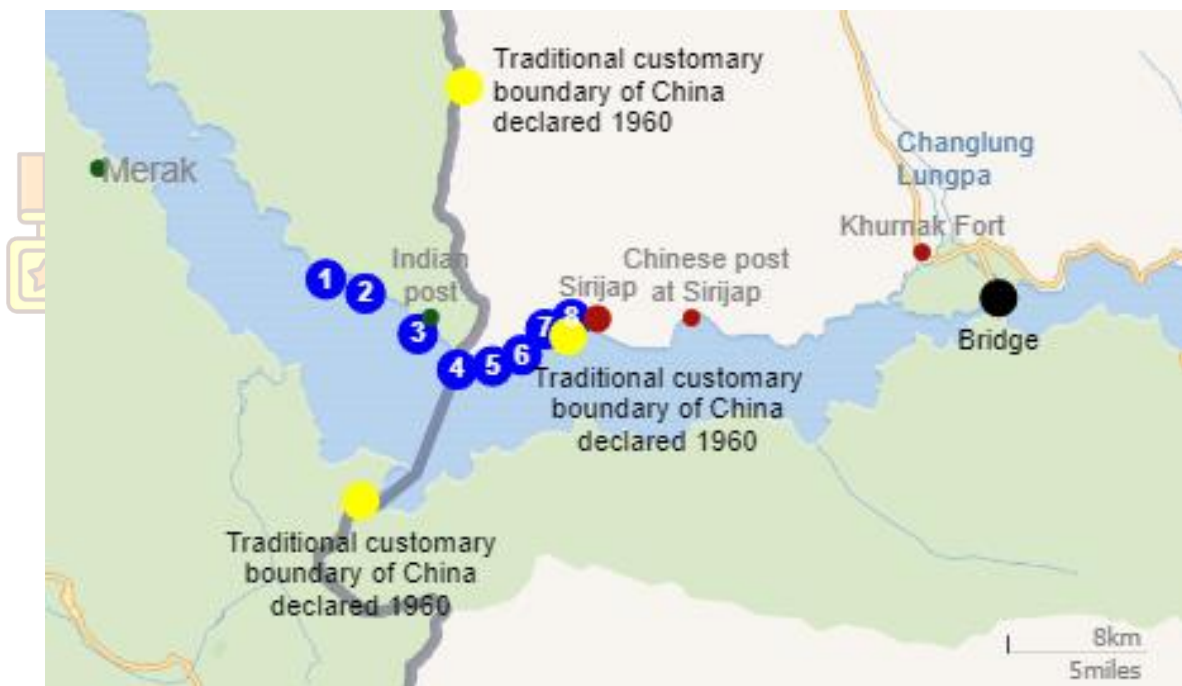 Traditional customary
boundary of China
declared 1960
Changlung
Lungpa
Merak
Khurnak Fort
Indian
post
Sirijap
Chinese post
at Sirijap
1
2
3
4
5
6
7
8
Bridge
Traditional customary
boundary of China
declared 1960
Traditional customary
boundary of China
declared 1960
8km
5miles